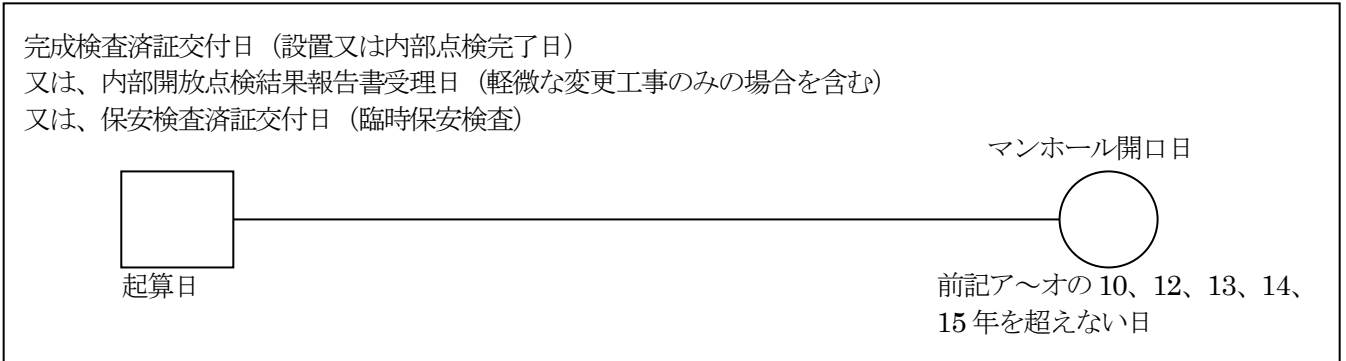 完成検査済証交付日（設置又は内部点検完了日）
又は、内部開放点検結果報告書受理日（軽微な変更工事のみの場合を含む）
又は、保安検査済証交付日（臨時保安検査）
マンホール開口日
起算日
前記ア～オの 10、12、13、14、
15 年を超えない日